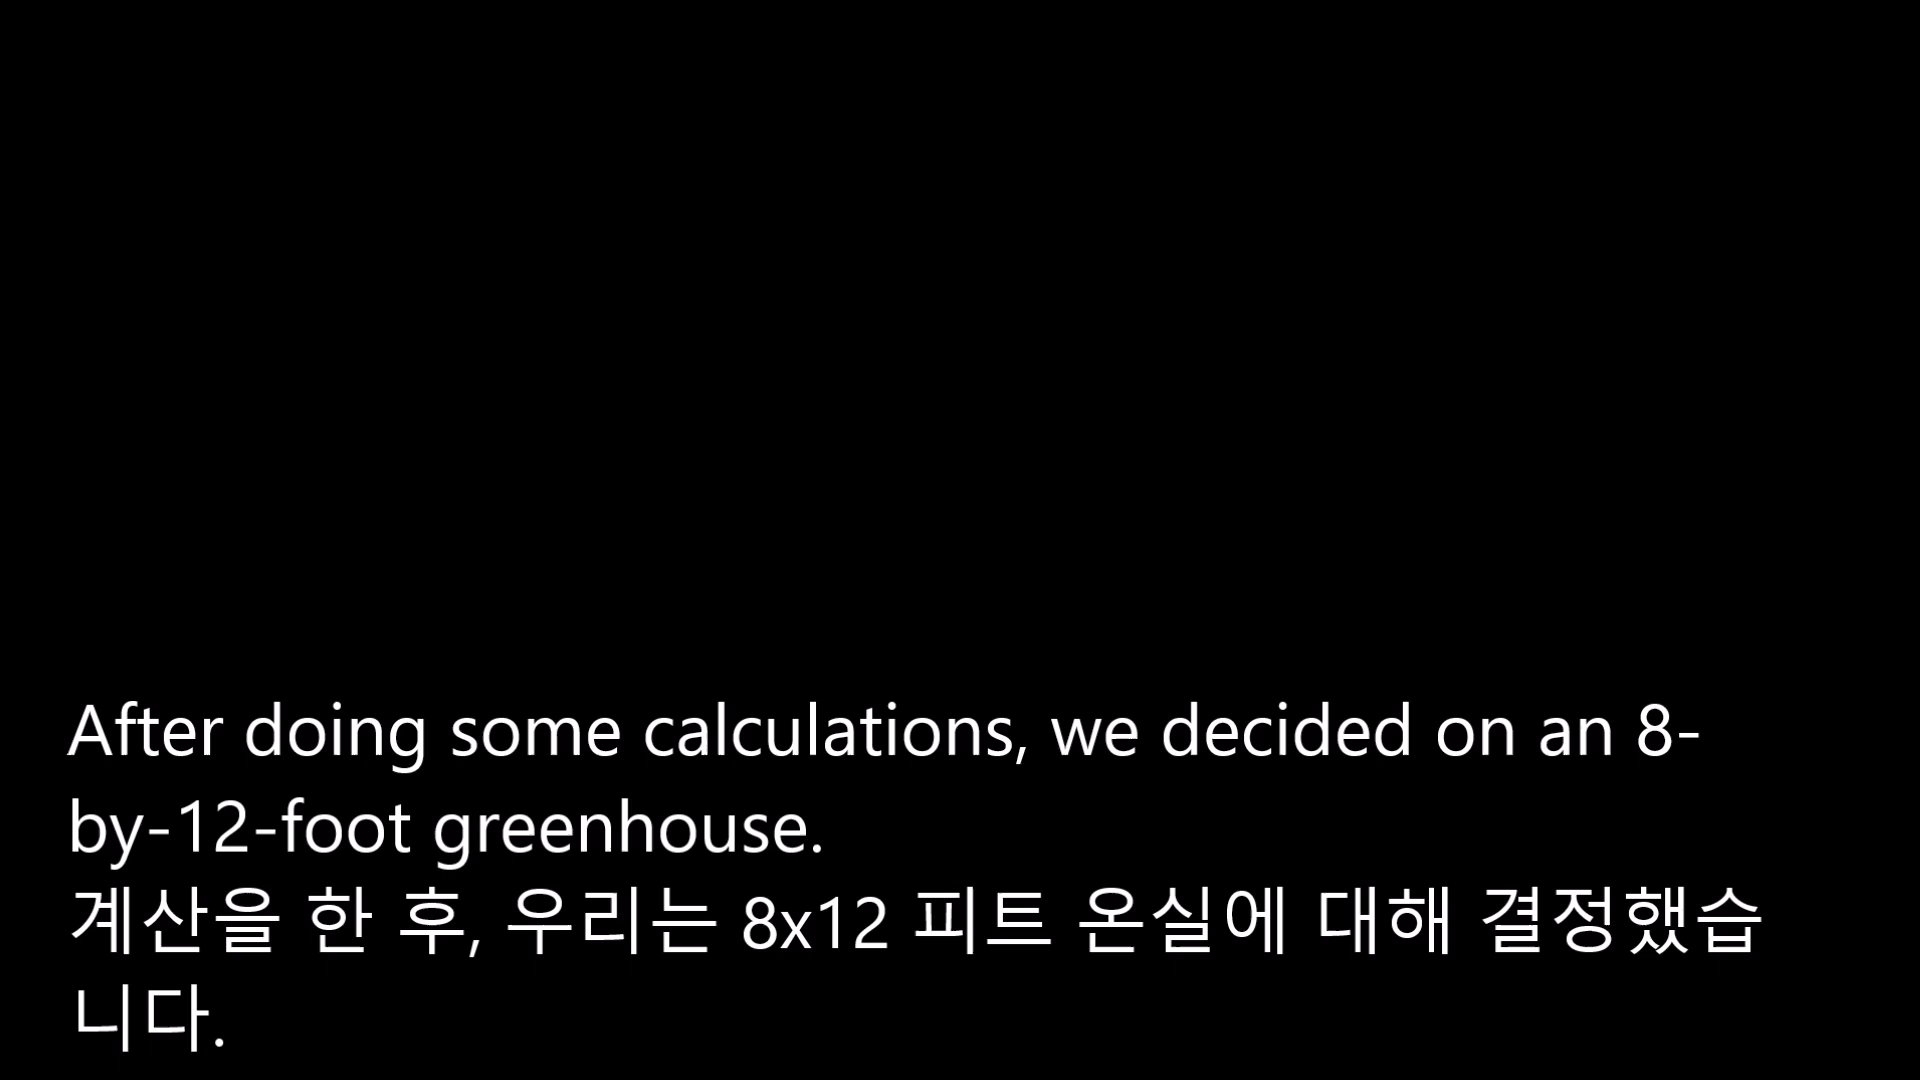 After doing some calculations, we decided on an 8-
by-12-foot greenhouse.
계산을 한 후, 우리는 8x12 피트 온실에 대해 결정했습
니다.